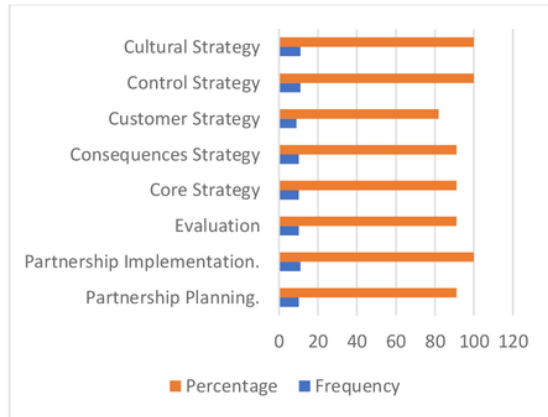 Cultural Strategy
Control Strategy
Customer Strategy
Consequences Strategy
Core Strategy
Evaluation
Partnership Implementation.
Partnership Planning.
0 20 40 60 80 100 120
Percentage Frequency